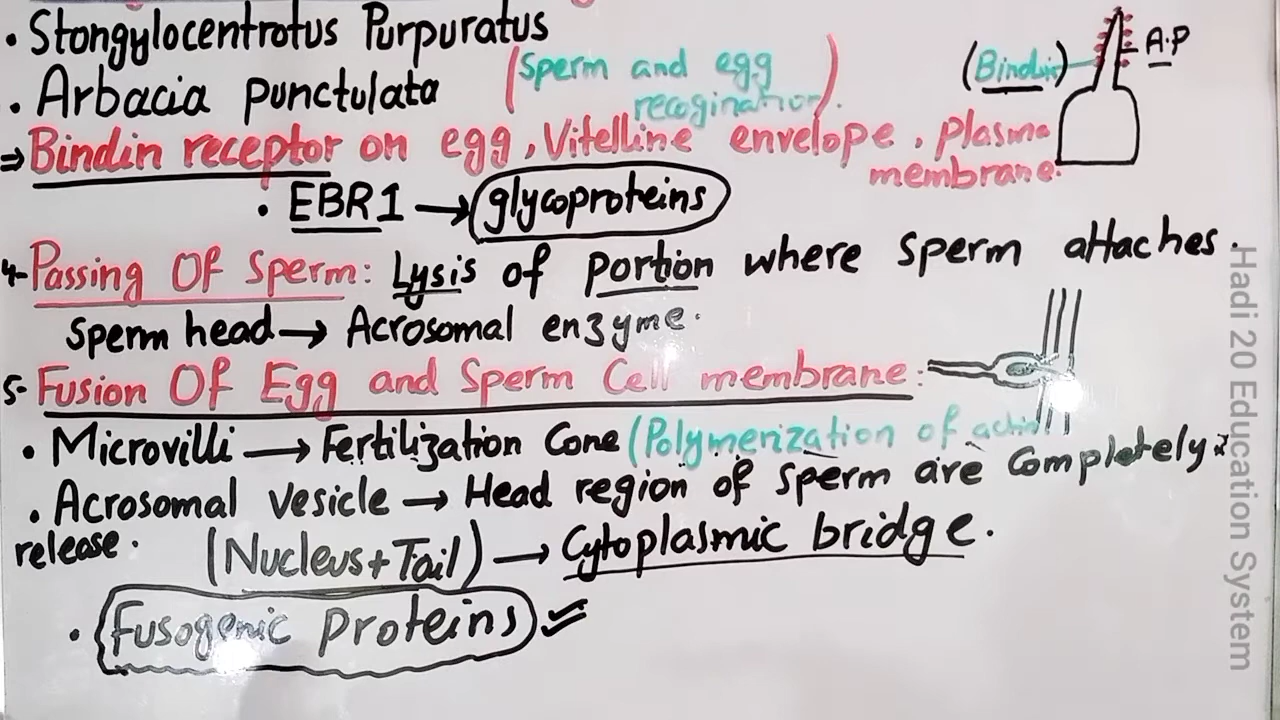 • Stongylocentrotus Purpuratus
• Arbacia punctulata (Sperm and egg recogination).
(Bindin) A.P
⇒ Bindin receptor on egg, Vitelline envelope, plasma membrane.
• EBR1 → glycoproteins
4- Passing Of Sperm: Lysis of portion where sperm attaches.
Sperm head → Acrosomal enzyme.
5- Fusion Of Egg and Sperm Cell membrane:
• Microvilli → Fertilization Cone (Polymerization of actin)
• Acrosomal vesicle → Head region of sperm are completely
release. (Nucleus+Tail) → Cytoplasmic bridge.
• Fusogenic proteins
Hadi 20 Education System